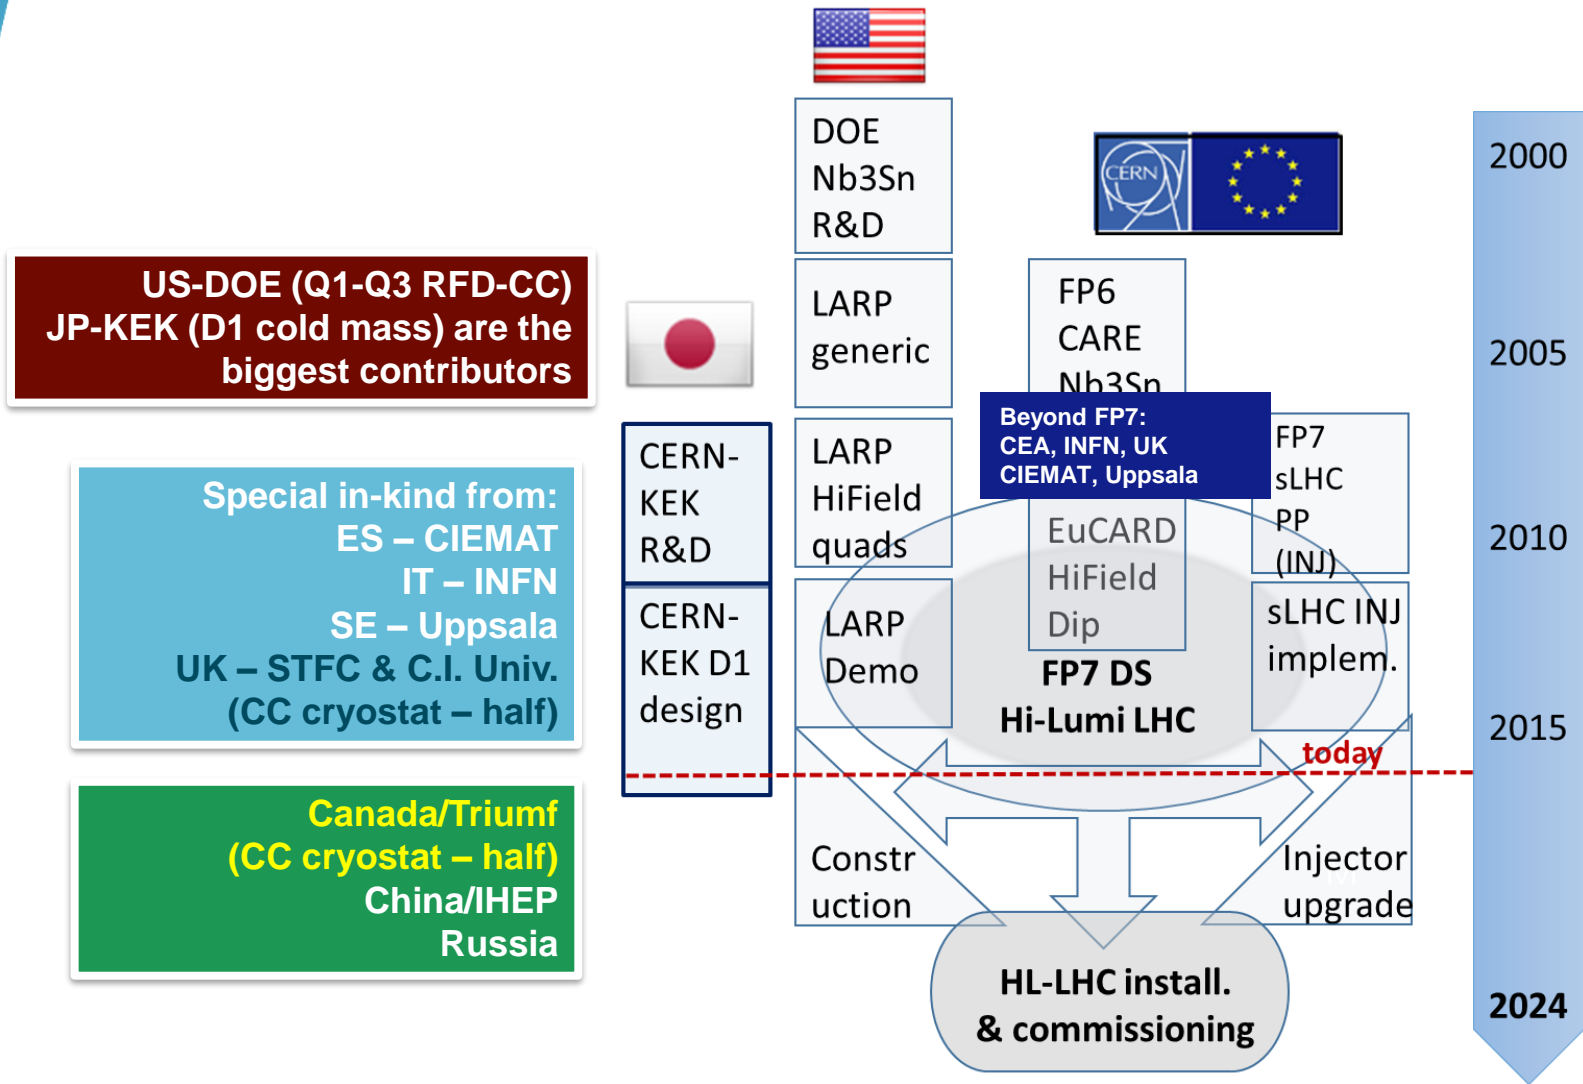 US-DOE (Q1-Q3 RFD-CC)
JP-KEK (D1 cold mass) are the
biggest contributors
Special in-kind from:
ES – CIEMAT
IT – INFN
SE – Uppsala
UK – STFC & C.I. Univ.
(CC cryostat – half)
Canada/Triumf
(CC cryostat – half)
China/IHEP
Russia
CERN-
KEK
R&D
CERN-
KEK D1
design
DOE
Nb3Sn
R&D
LARP
generic
LARP
HiField
quads
LARP
Demo
Constr
uction
CERN
FP6
CARE
Nb3Sn
Beyond FP7:
CEA, INFN, UK
CIEMAT, Uppsala
EuCARD
HiField
Dip
FP7 DS
Hi-Lumi LHC
FP7
sLHC
PP
(INJ)
sLHC INJ
implem.
today
Injector
upgrade
HL-LHC install.
& commissioning
2000
2005
2010
2015
2024